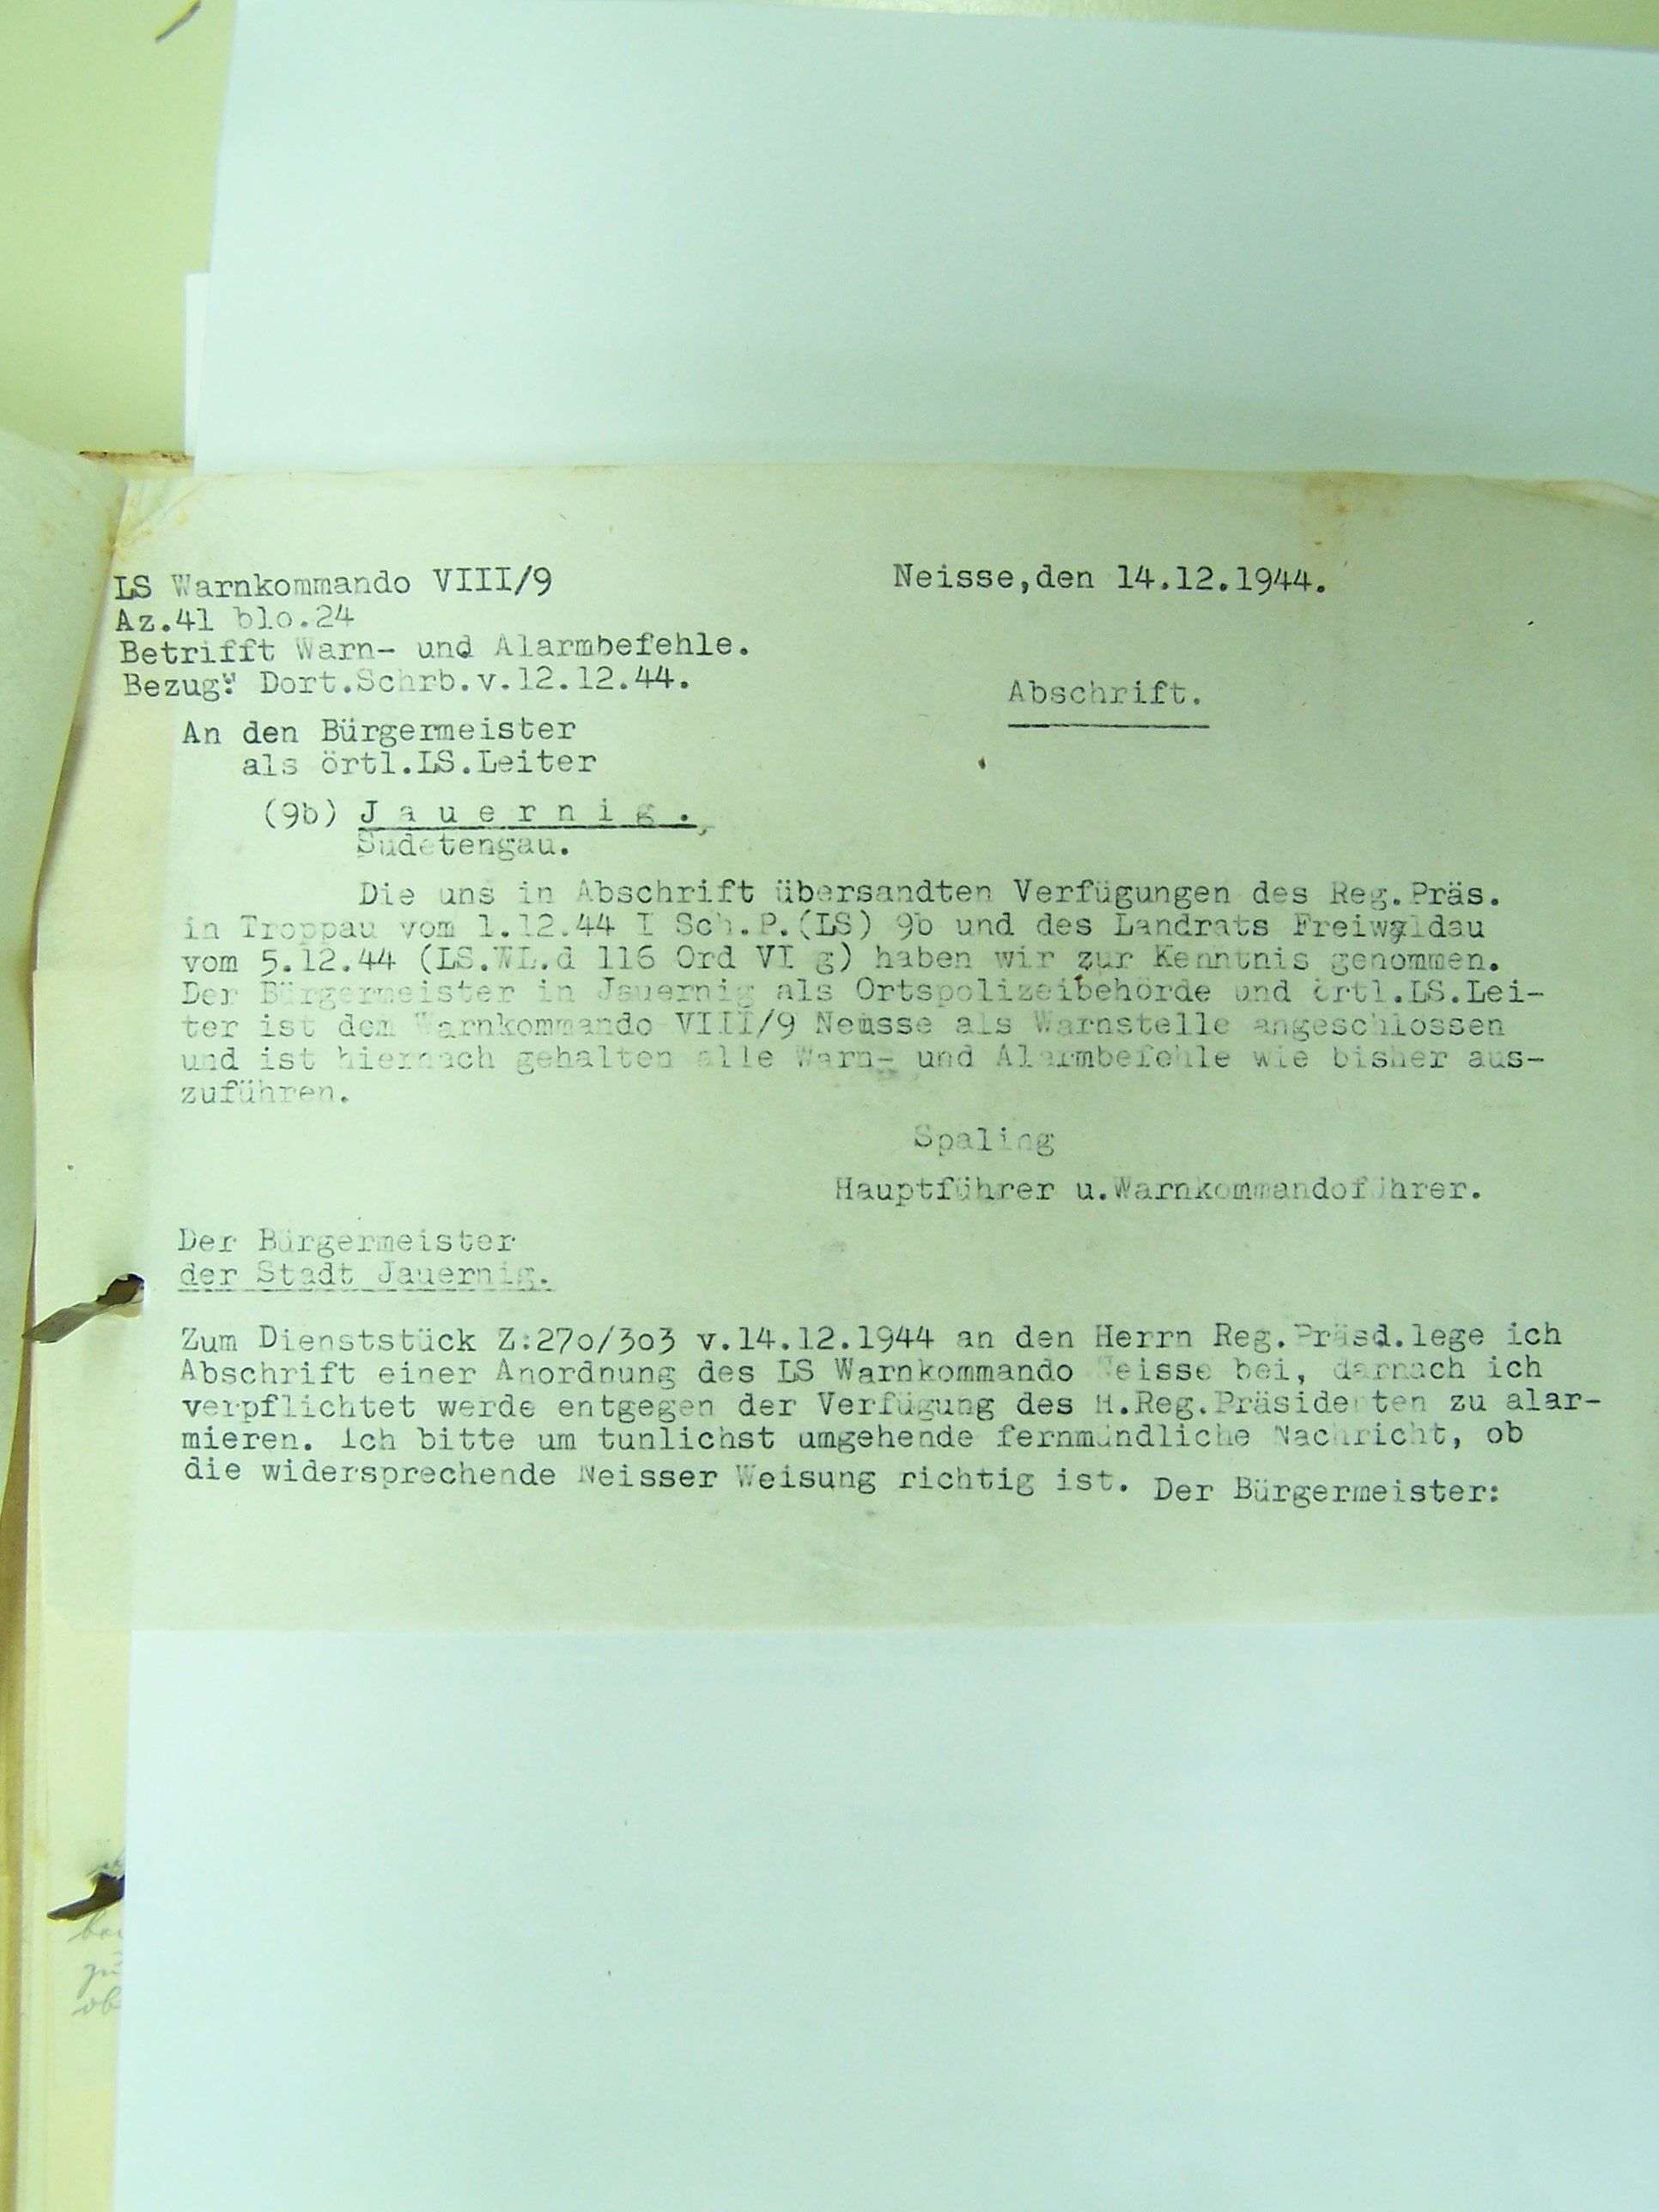 LS Warnkommando VIII/9
Neisse,den 14.12.1944.
Az.41 blo.24
Betrifft Warn- und Alarmbefehle.
Bezug: Dort.Schrb.v.12.12.44.
Abschrift.
An den Bürgermeister
als örtl.LS.Leiter
(9b) J a u e r n i g .
Sudetengau.
Die uns in Abschrift übersandten Verfügungen des Reg.Präs.
in Troppau vom 1.12.44 I Sch.P.(LS) 9b und des Landrats Freiwaldau
vom 5.12.44 (LS.WL.d 116 Ord VI g) haben wir zur Kenntnis genommen.
Der Bürgermeister in Jauernig als Ortspolizeibehörde und örtl.LS.Lei-
ter ist dem Warnkommando VIII/9 Neisse als Warnstelle angeschlossen
und ist hiernach gehalten alle Warn- und Alarmbefehle wie bisher aus-
zuführen.
Spaling
Hauptführer u.Warnkommandoführer.
Der Bürgermeister
der Stadt Jauernig.
Zum Dienststück Z:27o/3o3 v.14.12.1944 an den Herrn Reg.Präsd.lege ich
Abschrift einer Anordnung des LS Warnkommando Neisse bei, darnach ich
verpflichtet werde entgegen der Verfügung des H.Reg.Präsidenten zu alar-
mieren. Ich bitte um tunlichst umgehende fernmündliche Nachricht, ob
die widersprechende Neisser Weisung richtig ist. Der Bürgermeister: